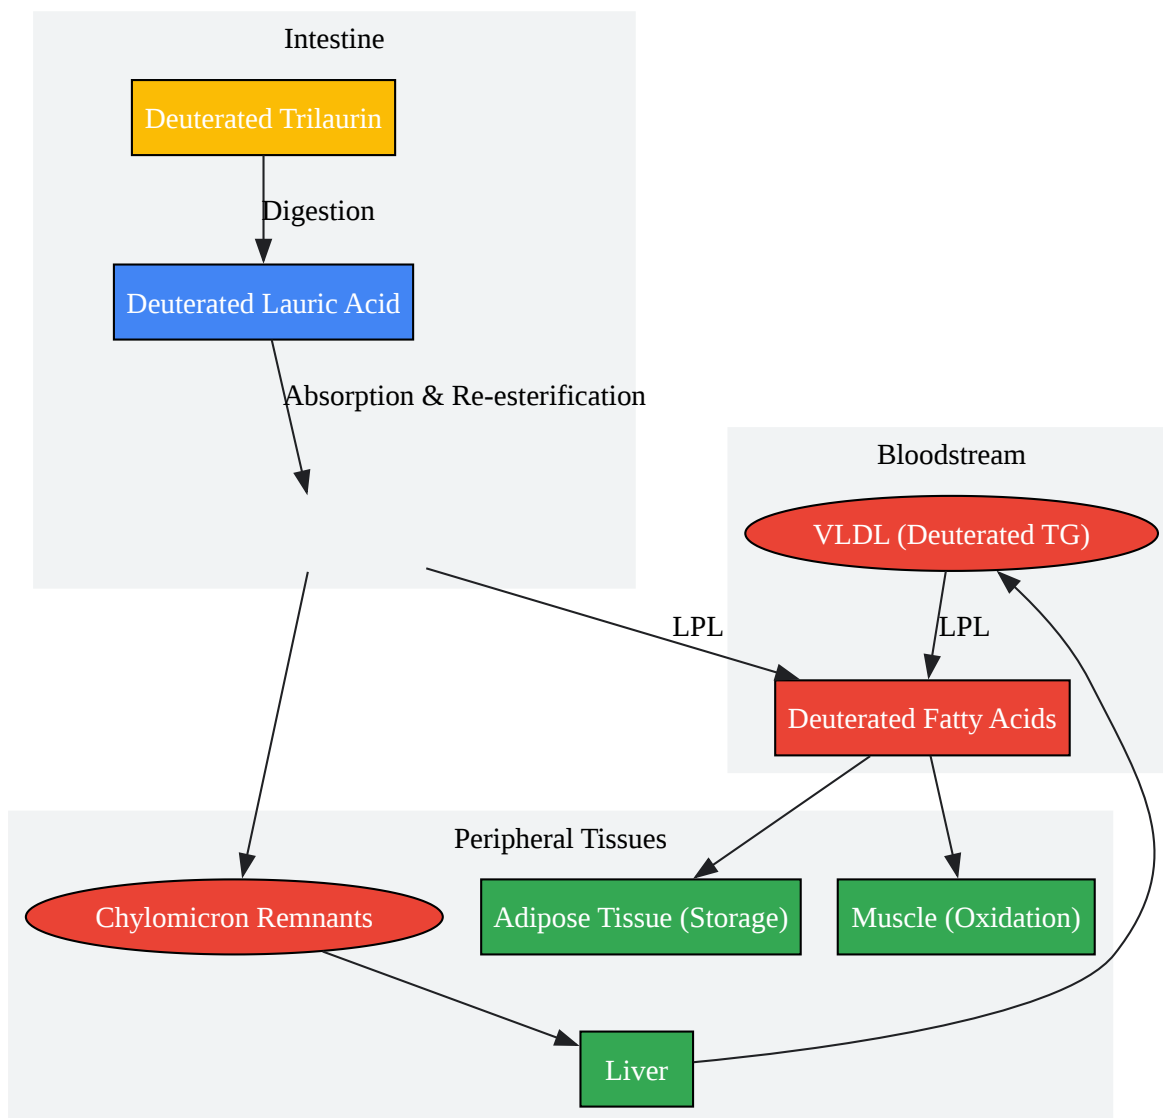 Intestine
Deuterated Trilaurin
Digestion
Deuterated Lauric Acid
Absorption & Re-esterification
Bloodstream
VLDL (Deuterated TG)
LPL
LPL
Deuterated Fatty Acids
Peripheral Tissues
Chylomicron Remnants
Adipose Tissue (Storage)
Muscle (Oxidation)
Liver